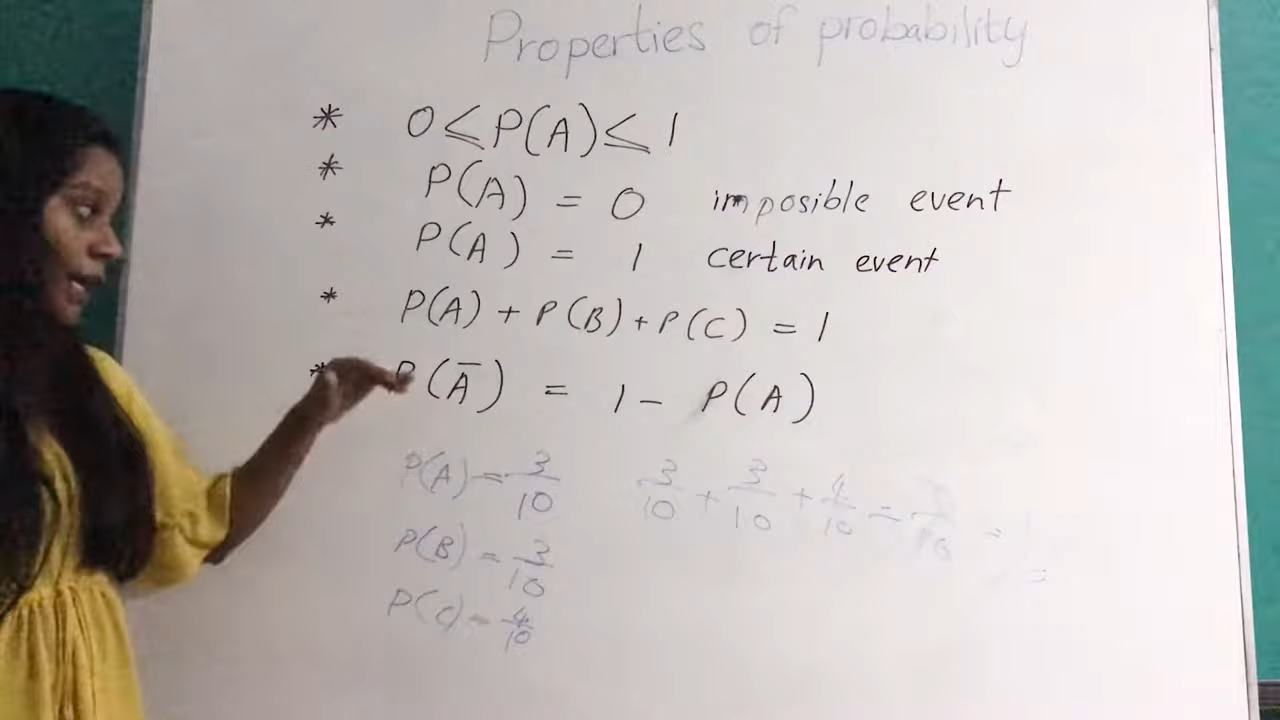 Properties of probability
* 0 ≤ P(A) ≤ 1
* P(A) = 0 imposible event
* P(A) = 1 certain event
* P(A) + P(B) + P(C) = 1
* P(Ā) = 1 - P(A)
P(A) = 3/10 3/10 + 3/10 + 4/10 =
P(B) = 3/10
P(C) = 4/10